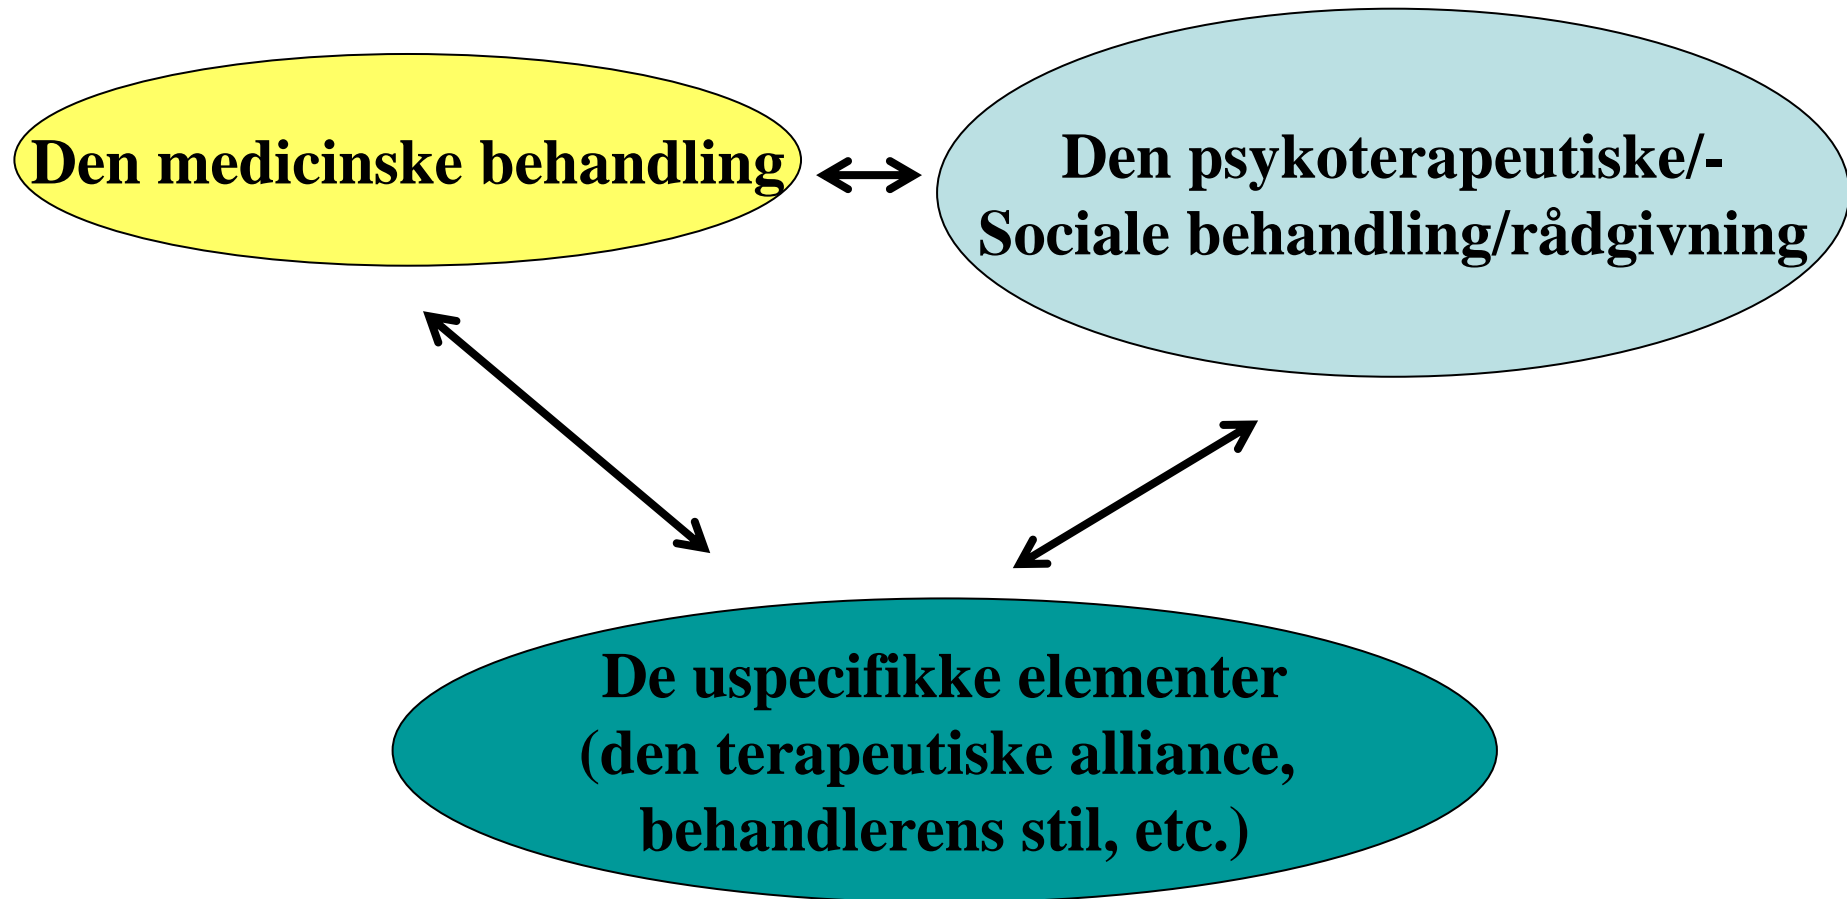 Den medicinske behandling
Den psykoterapeutiske/-
Sociale behandling/rådgivning
De uspecifikke elementer
(den terapeutiske alliance,
behandlerens stil, etc.)